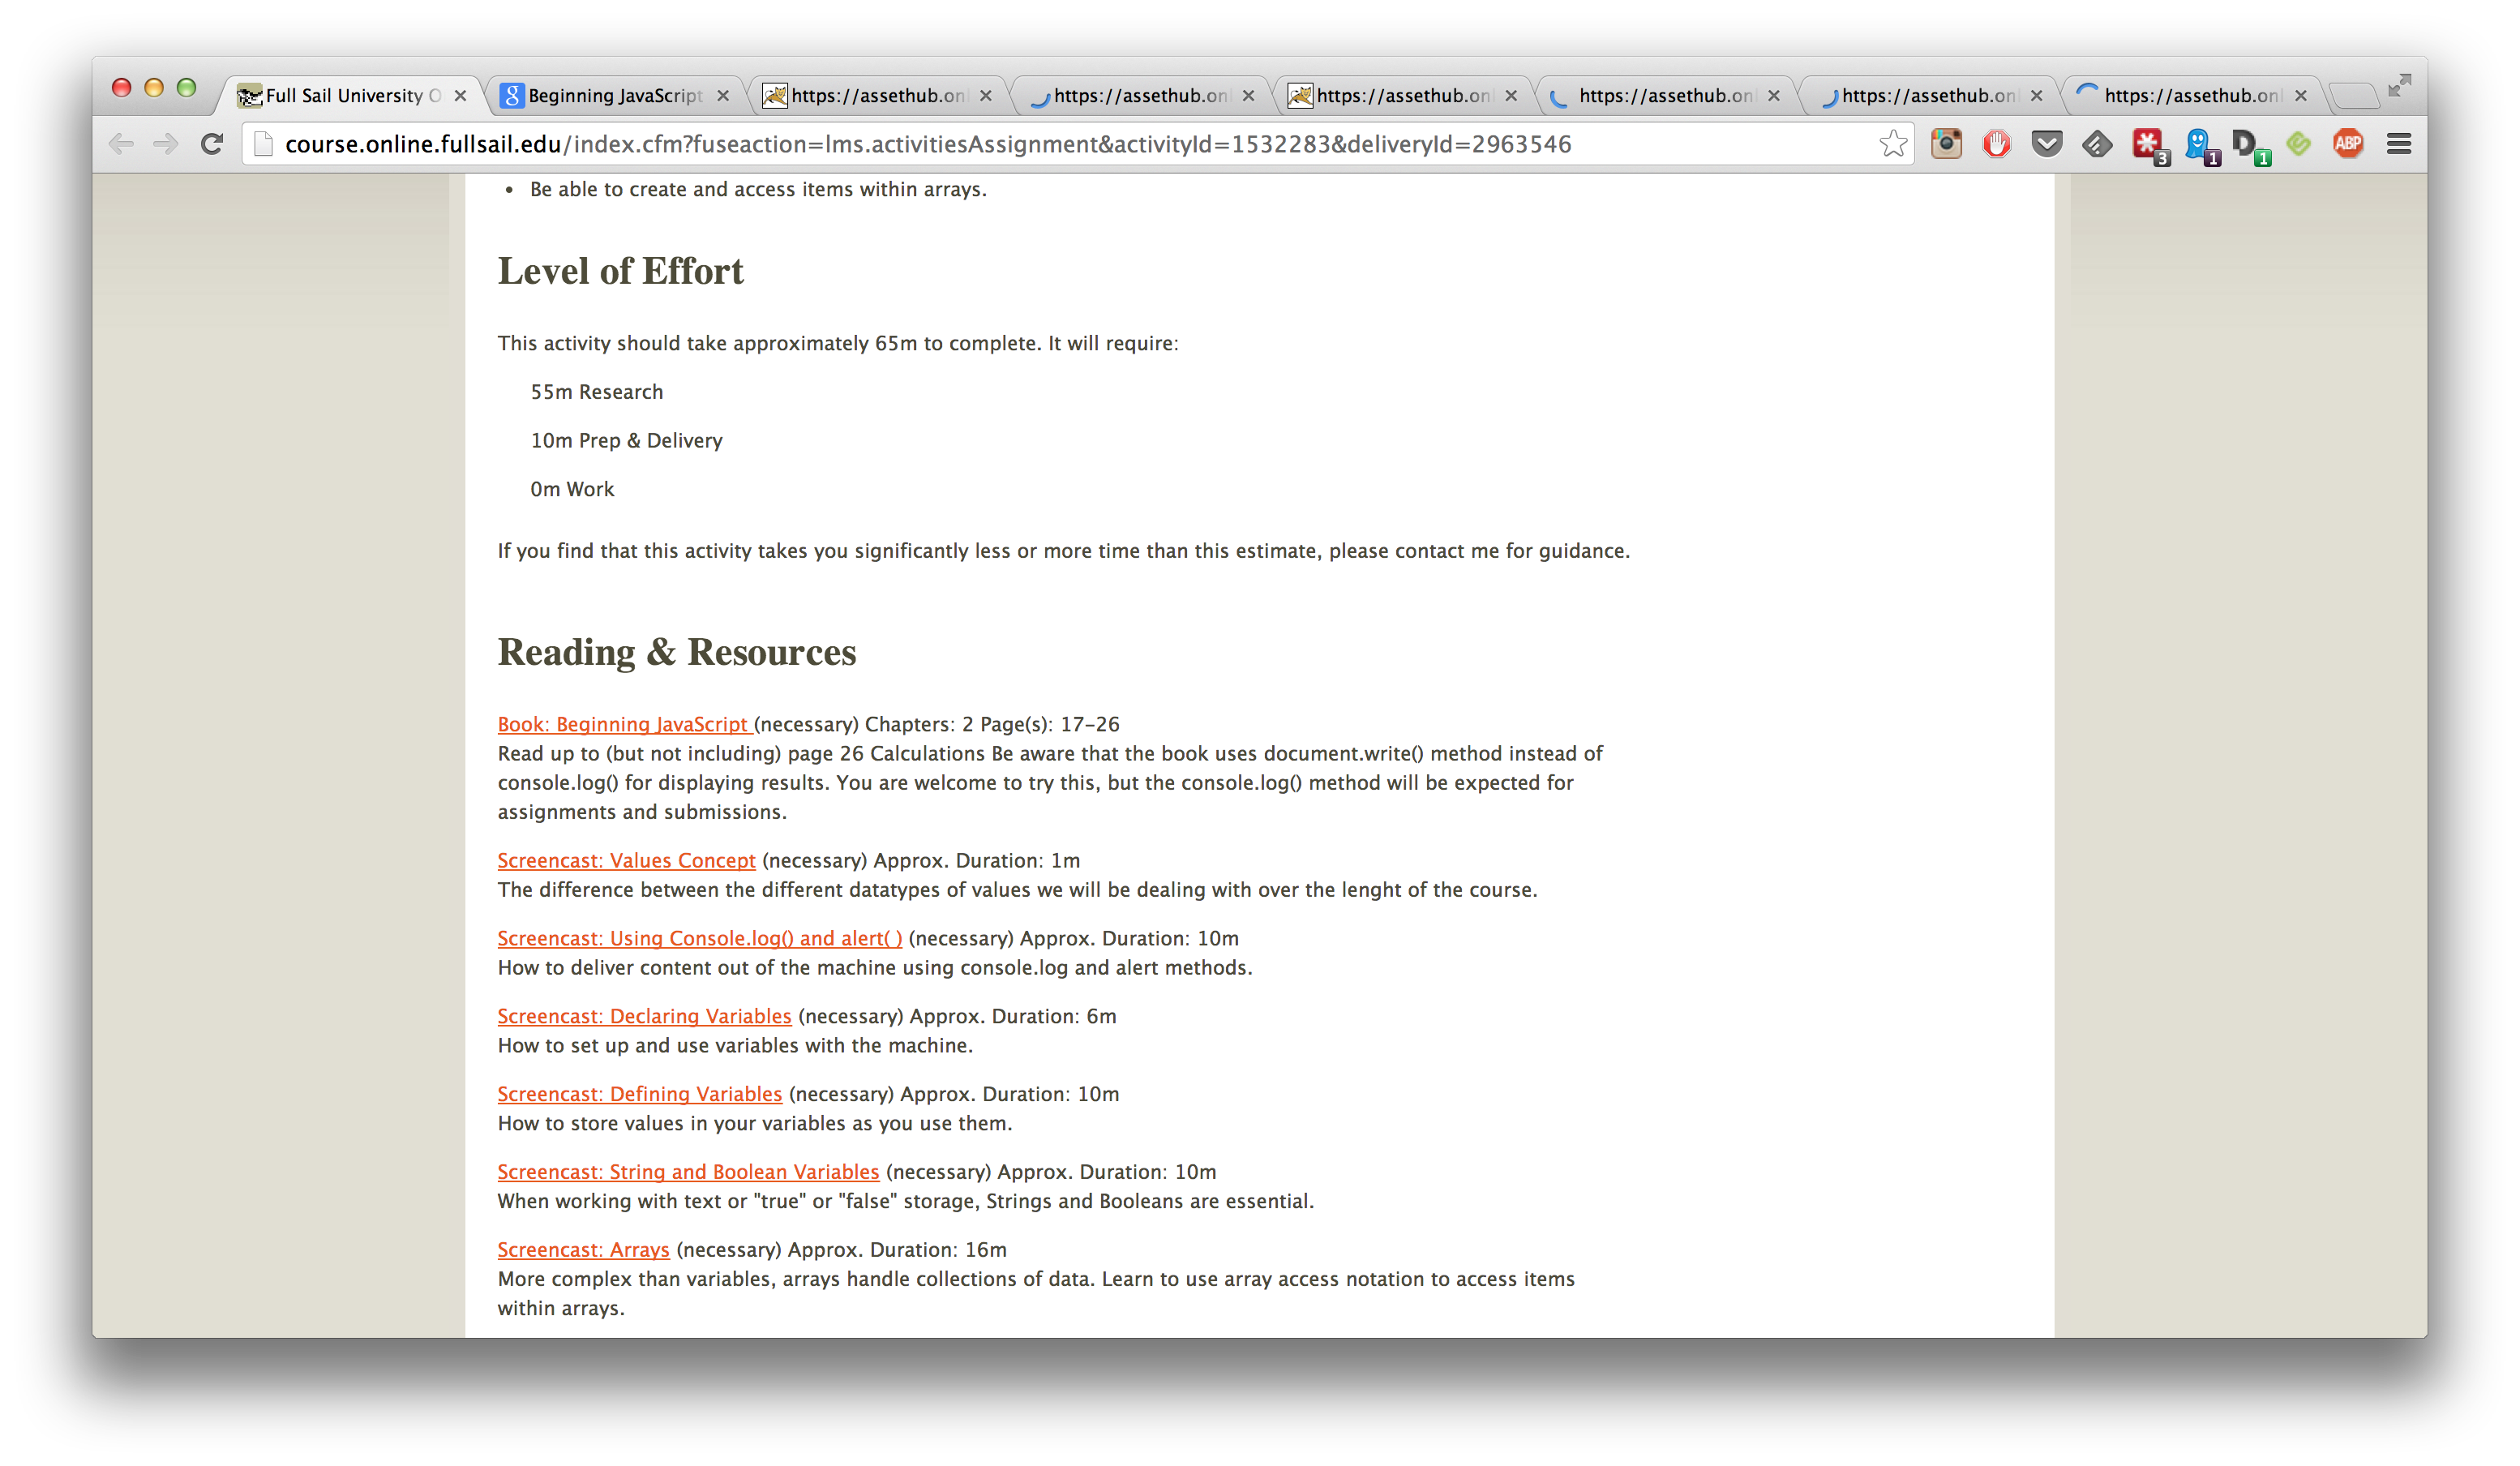 Full Sail University O
Beginning JavaScript
https://assethub.onl
https://assethub.onl
https://assethub.onl
https://assethub.onl
https://assethub.onl
https://assethub.onl
course.online.fullsail.edu/index.cfm?fuseaction=lms.activitiesAssignment&activityId=1532283&deliveryId=2963546
3
1
D
1
ABP
• Be able to create and access items within arrays.
Level of Effort
This activity should take approximately 65m to complete. It will require:
55m Research
10m Prep & Delivery
0m Work
If you find that this activity takes you significantly less or more time than this estimate, please contact me for guidance.
Reading & Resources
Book: Beginning JavaScript (necessary) Chapters: 2 Page(s): 17-26
Read up to (but not including) page 26 Calculations Be aware that the book uses document.write() method instead of
console.log() for displaying results. You are welcome to try this, but the console.log() method will be expected for
assignments and submissions.
Screencast: Values Concept (necessary) Approx. Duration: 1m
The difference between the different datatypes of values we will be dealing with over the lenght of the course.
Screencast: Using Console.log() and alert( ) (necessary) Approx. Duration: 10m
How to deliver content out of the machine using console.log and alert methods.
Screencast: Declaring Variables (necessary) Approx. Duration: 6m
How to set up and use variables with the machine.
Screencast: Defining Variables (necessary) Approx. Duration: 10m
How to store values in your variables as you use them.
Screencast: String and Boolean Variables (necessary) Approx. Duration: 10m
When working with text or "true" or "false" storage, Strings and Booleans are essential.
Screencast: Arrays (necessary) Approx. Duration: 16m
More complex than variables, arrays handle collections of data. Learn to use array access notation to access items
within arrays.